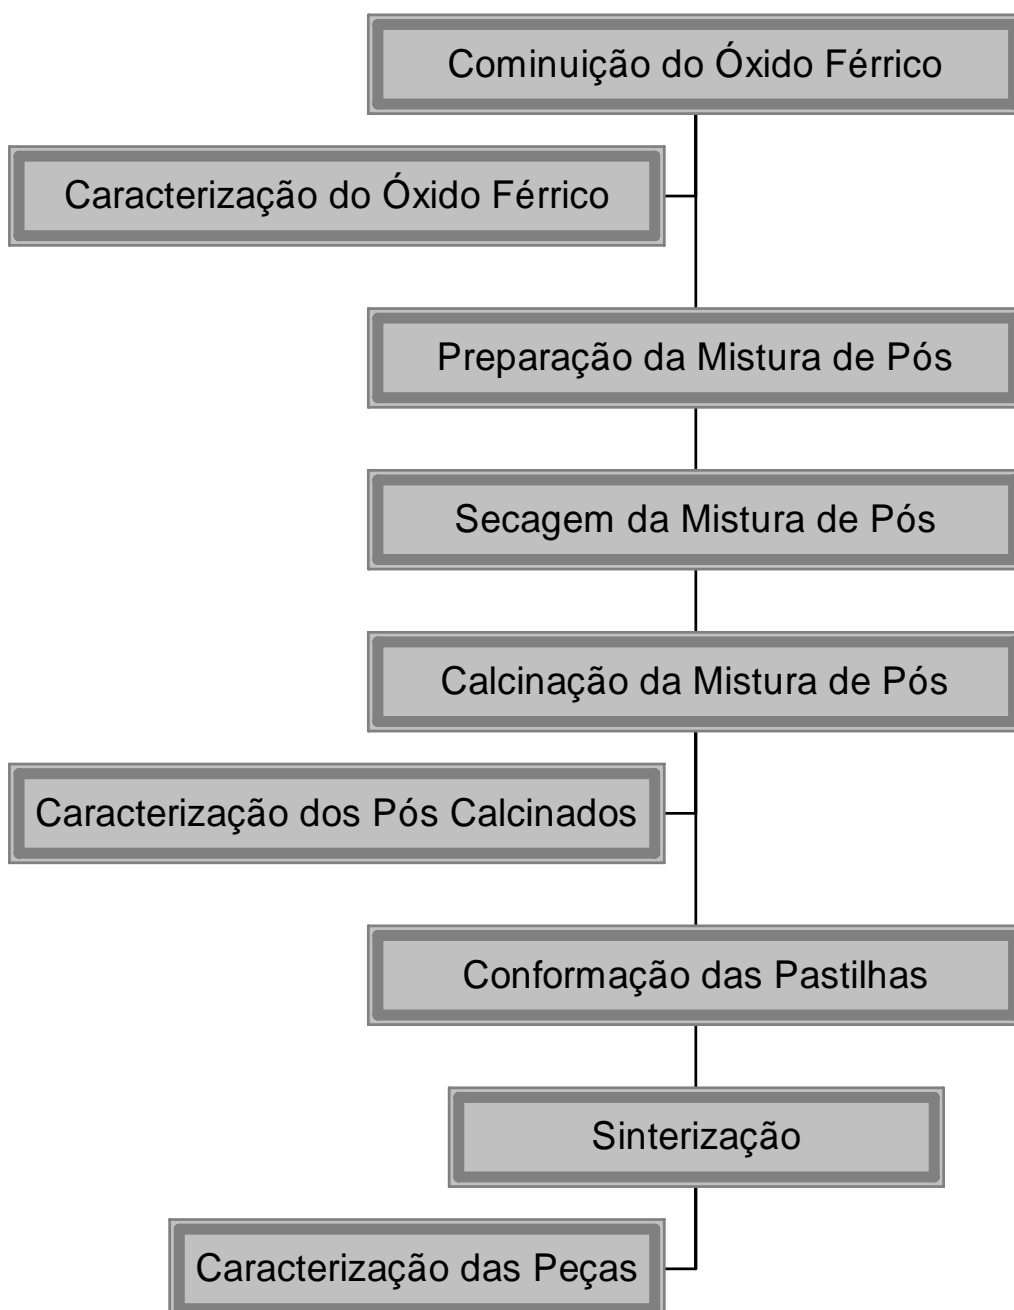 Cominuição do Óxido Férrico
Caracterização do Óxido Férrico
Preparação da Mistura de Pós
Secagem da Mistura de Pós
Calcinação da Mistura de Pós
Caracterização dos Pós Calcinados
Conformação das Pastilhas
Sinterização
Caracterização das Peças